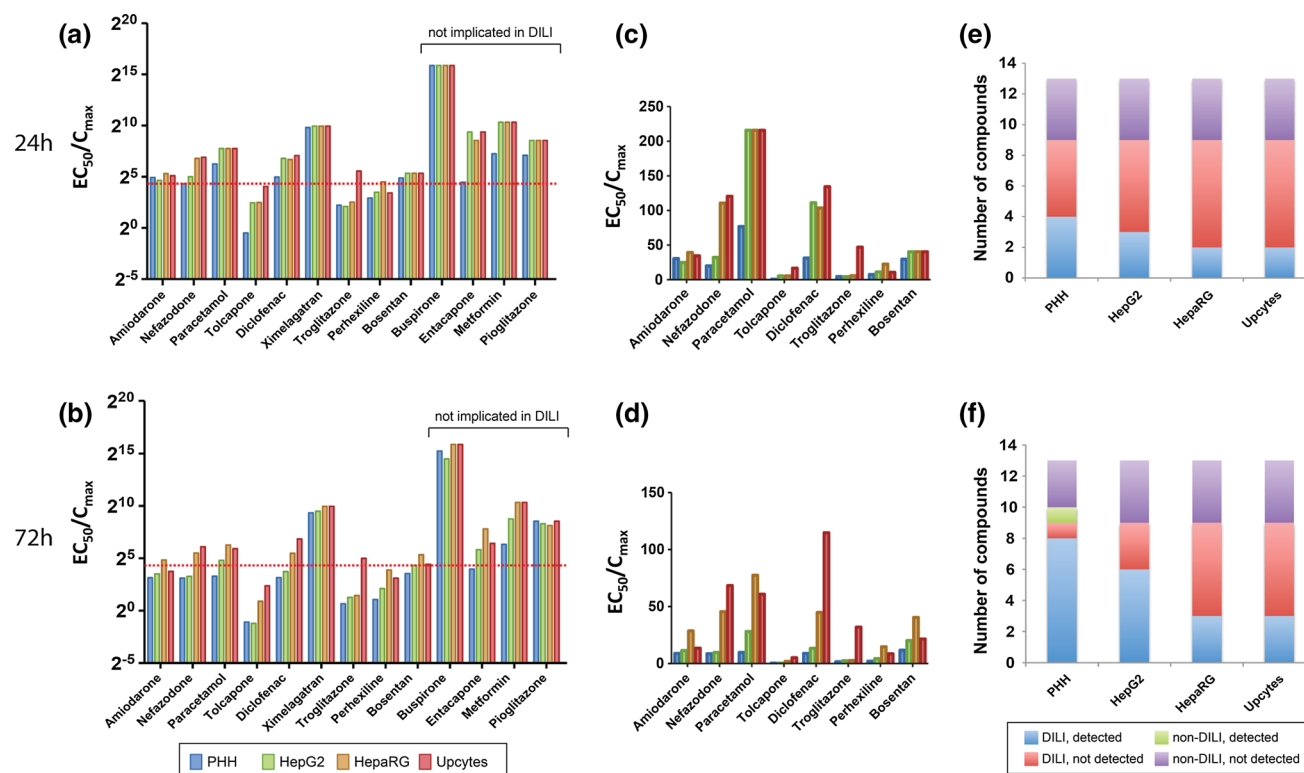 (a)
not implicated in DILI
24h
EC50/Cmax
2^20
2^15
2^10
2^5
2^0
2^-5
Amiodarone
Nefazodone
Paracetamol
Tolcapone
Diclofenac
Ximelagatran
Troglitazone
Perhexiline
Bosentan
Buspirone
Entacapone
Metformin
Pioglitazone
(c)
EC50/Cmax
250
200
150
100
50
0
Amiodarone
Nefazodone
Paracetamol
Tolcapone
Diclofenac
Troglitazone
Perhexiline
Bosentan
(e)
Number of compounds
14
12
10
8
6
4
2
0
PHH
HepG2
HepaRG
Upcytes
(b)
not implicated in DILI
72h
EC50/Cmax
2^20
2^15
2^10
2^5
2^0
2^-5
Amiodarone
Nefazodone
Paracetamol
Tolcapone
Diclofenac
Ximelagatran
Troglitazone
Perhexiline
Bosentan
Buspirone
Entacapone
Metformin
Pioglitazone
PHH HepG2 HepaRG Upcytes
(d)
EC50/Cmax
150
100
50
0
Amiodarone
Nefazodone
Paracetamol
Tolcapone
Diclofenac
Troglitazone
Perhexiline
Bosentan
(f)
Number of compounds
14
12
10
8
6
4
2
0
PHH
HepG2
HepaRG
Upcytes
DILI, detected non-DILI, detected
DILI, not detected non-DILI, not detected